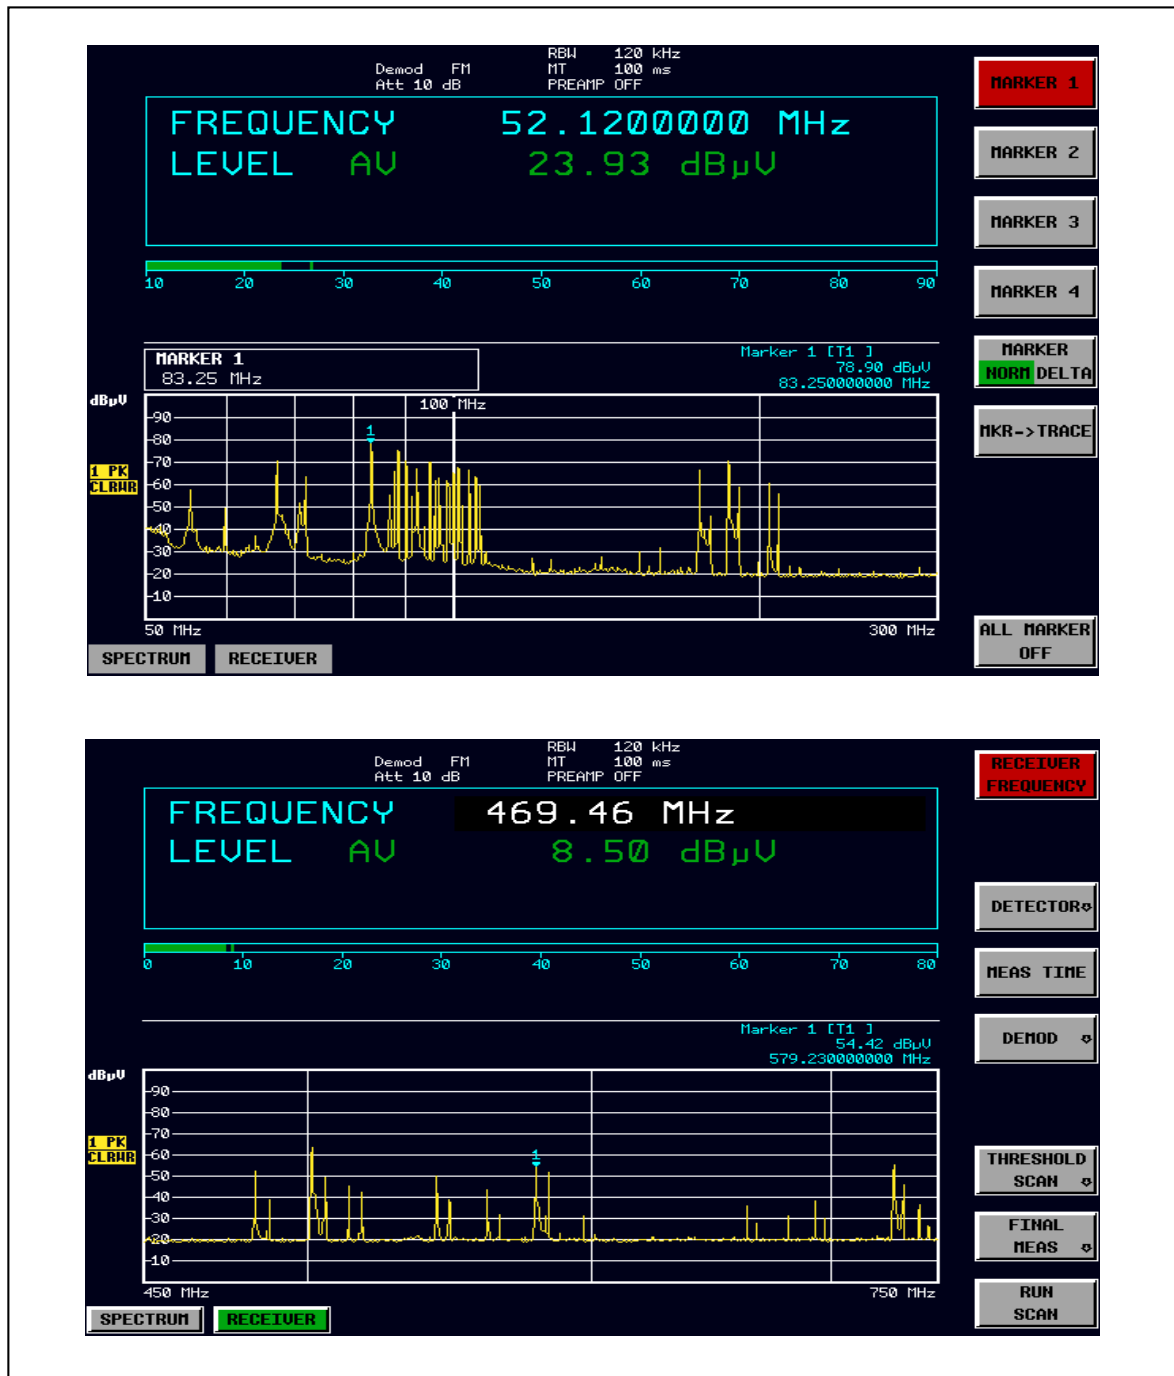 RBW 120 kHz
Demod FM MT 100 ms
Att 10 dB PREAMP OFF
FREQUENCY 52.1200000 MHz
LEVEL AV 23.93 dBµV
10 20 30 40 50 60 70 80 90
MARKER 1
83.25 MHz
Marker 1 [T1 ]
78.90 dBµV
83.250000000 MHz
dBµV
100 MHz
90
80
1
70
1 PK
CLRWR
60
50
40
30
20
10
50 MHz 300 MHz
SPECTRUM RECEIVER
MARKER 1
MARKER 2
MARKER 3
MARKER 4
MARKER
NORM DELTA
MKR->TRACE
ALL MARKER
OFF
RBW 120 kHz
Demod FM MT 100 ms
Att 10 dB PREAMP OFF
FREQUENCY 469.46 MHz
LEVEL AV 8.50 dBµV
0 10 20 30 40 50 60 70 80
Marker 1 [T1 ]
54.42 dBµV
579.230000000 MHz
dBµV
90
80
70
1 PK
CLRWR
60
1
50
40
30
20
10
450 MHz 750 MHz
SPECTRUM RECEIVER
RECEIVER
FREQUENCY
DETECTOR
MEAS TIME
DEMOD
THRESHOLD
SCAN
FINAL
MEAS
RUN
SCAN